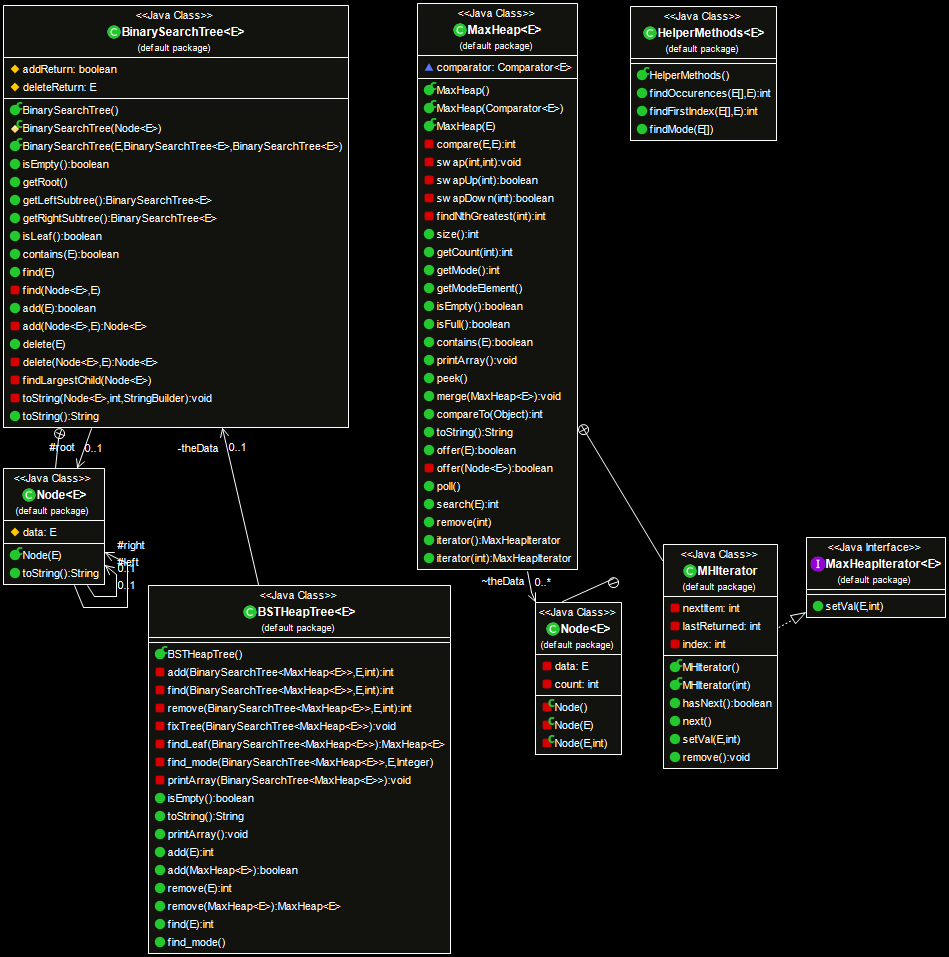 <<Java Class>>
BinarySearchTree<E>
(default package)
addReturn: boolean
deleteReturn: E
BinarySearchTree()
BinarySearchTree(Node<E>)
BinarySearchTree(E,BinarySearchTree<E>,BinarySearchTree<E>)
isEmpty():boolean
getRoot()
getLeftSubtree():BinarySearchTree<E>
getRightSubtree():BinarySearchTree<E>
isLeaf():boolean
contains(E):boolean
find(E)
find(Node<E>,E)
add(E):boolean
add(Node<E>,E):Node<E>
delete(E)
delete(Node<E>,E):Node<E>
findLargestChild(Node<E>)
toString(Node<E>,int,StringBuilder):void
toString():String
<<Java Class>>
MaxHeap<E>
(default package)
comparator: Comparator<E>
MaxHeap()
MaxHeap(Comparator<E>)
MaxHeap(E)
compare(E,E):int
swap(int,int):void
swapUp(int):boolean
swapDown(int):boolean
findNthGreatest(int):int
size():int
getCount(int):int
getMode():int
getModeElement()
isEmpty():boolean
isFull():boolean
contains(E):boolean
printArray():void
peek()
merge(MaxHeap<E>):void
compareTo(Object):int
toString():String
offer(E):boolean
offer(Node<E>):boolean
poll()
search(E):int
remove(int)
iterator():MaxHeapIterator
iterator(int):MaxHeapIterator
<<Java Class>>
HelperMethods<E>
(default package)
HelperMethods()
findOccurences(E[],E):int
findFirstIndex(E[],E):int
findMode(E[])
#root 0..1
-theData 0..1
<<Java Class>>
Node<E>
(default package)
data: E
Node(E)
toString():String
#right
#left
0..1
0..1
<<Java Class>>
BSTHeapTree<E>
(default package)
BSTHeapTree()
add(BinarySearchTree<MaxHeap<E>>,E,int):int
find(BinarySearchTree<MaxHeap<E>>,E,int):int
remove(BinarySearchTree<MaxHeap<E>>,E,int):int
fixTree(BinarySearchTree<MaxHeap<E>>):void
findLeaf(BinarySearchTree<MaxHeap<E>>):MaxHeap<E>
find_mode(BinarySearchTree<MaxHeap<E>>,E,Integer)
printArray(BinarySearchTree<MaxHeap<E>>):void
isEmpty():boolean
toString():String
printArray():void
add(E):int
add(MaxHeap<E>):boolean
remove(E):int
remove(MaxHeap<E>):MaxHeap<E>
find(E):int
find_mode()
~theData 0..*
<<Java Class>>
Node<E>
(default package)
data: E
count: int
Node()
Node(E)
Node(E,int)
<<Java Class>>
MHIterator
(default package)
nextItem: int
lastReturned: int
index: int
MHIterator()
MHIterator(int)
hasNext():boolean
next()
setVal(E,int)
remove():void
<<Java Interface>>
MaxHeapIterator<E>
(default package)
setVal(E,int)